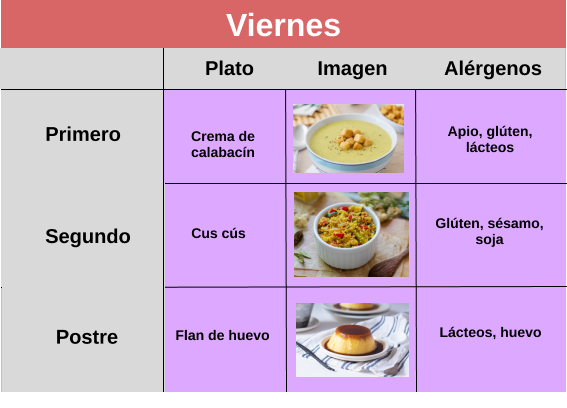 Viernes
Plato
Imagen
Alérgenos
Primero
Crema de
calabacín
Apio, glúten,
lácteos
Segundo
Cus cús
Glúten, sésamo,
soja
Postre
Flan de huevo
Lácteos, huevo